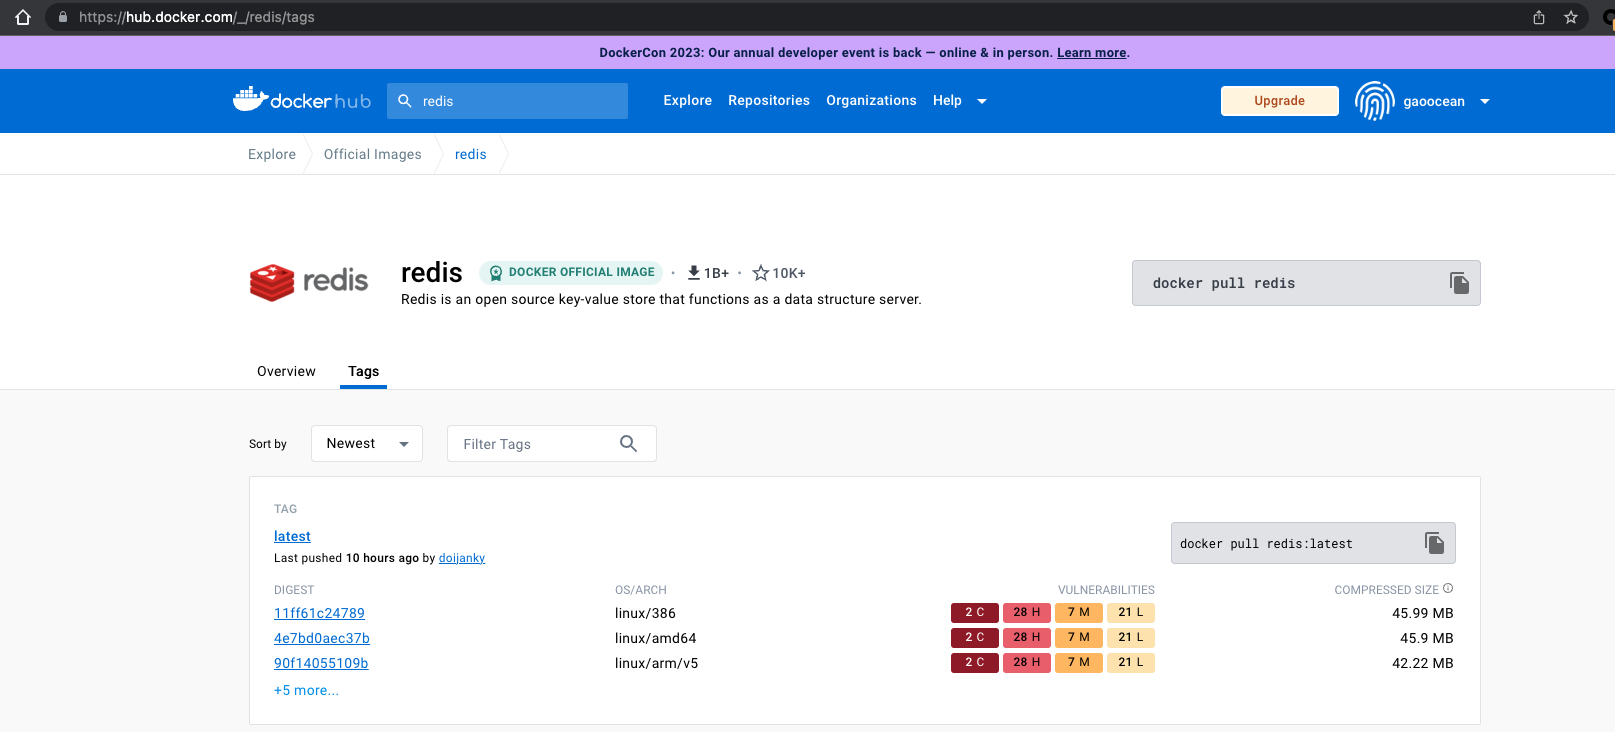 https://hub.docker.com/_/redis/tags
DockerCon 2023: Our annual developer event is back — online & in person. Learn more.
docker hub
redis
Explore Repositories Organizations Help
Upgrade
gaoocean
Explore Official Images redis
redis
redis DOCKER OFFICIAL IMAGE · 1B+ · 10K+
Redis is an open source key-value store that functions as a data structure server.
docker pull redis
Overview Tags
Sort by Newest Filter Tags
TAG
latest
Last pushed 10 hours ago by doijanky
docker pull redis:latest
DIGEST OS/ARCH VULNERABILITIES COMPRESSED SIZE
11ff61c24789 linux/386 2 C 28 H 7 M 21 L 45.99 MB
4e7bd0aec37b linux/amd64 2 C 28 H 7 M 21 L 45.9 MB
90f14055109b linux/arm/v5 2 C 28 H 7 M 21 L 42.22 MB
+5 more...